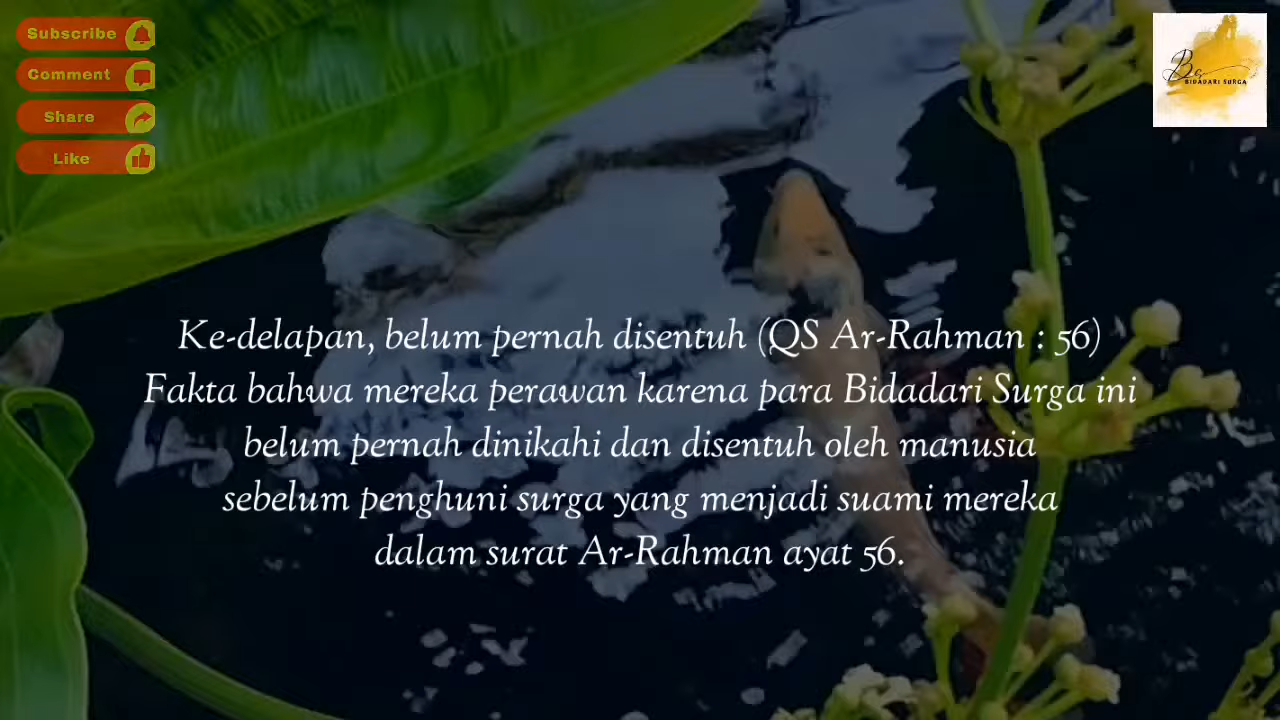 Subscribe
Comment
Share
Like
Bs
BIDADARI SURGA
Ke-delapan, belum pernah disentuh (QS Ar-Rahman : 56)
Fakta bahwa mereka perawan karena para Bidadari Surga ini
belum pernah dinikahi dan disentuh oleh manusia
sebelum penghuni surga yang menjadi suami mereka
dalam surat Ar-Rahman ayat 56.